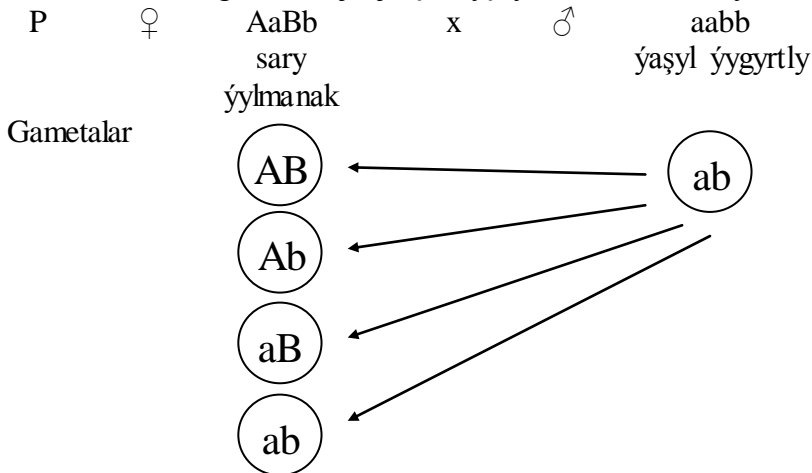 P ♀ AaBb x ♂ aabb
sary ýaşyl ýygyrtly
ýylmanak
Gametalar
AB ab
Ab
aB
ab